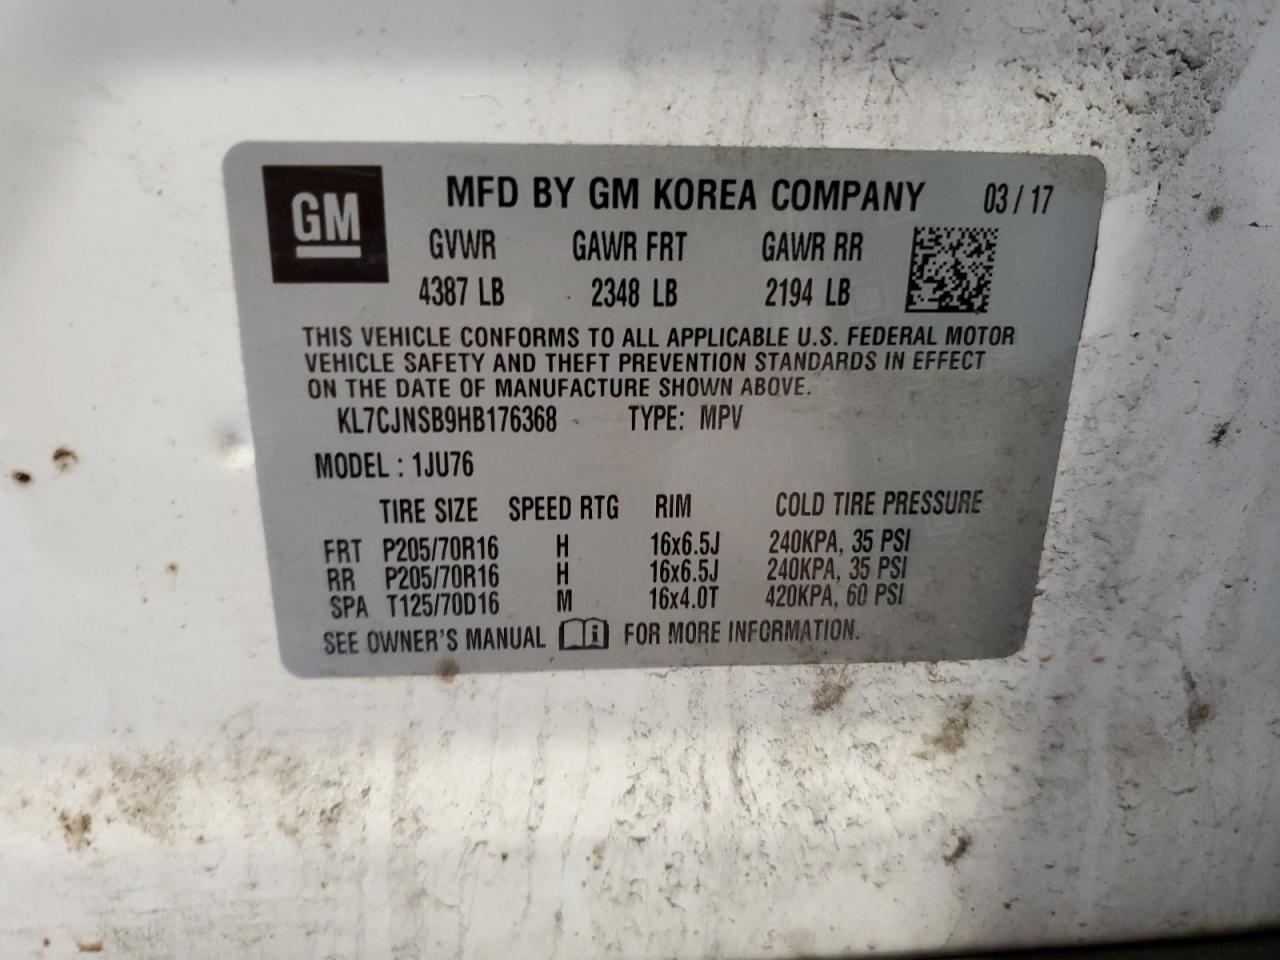 GM
MFD BY GM KOREA COMPANY 03 / 17
GVWR GAWR FRT GAWR RR
4387 LB 2348 LB 2194 LB
THIS VEHICLE CONFORMS TO ALL APPLICABLE U.S. FEDERAL MOTOR
VEHICLE SAFETY AND THEFT PREVENTION STANDARDS IN EFFECT
ON THE DATE OF MANUFACTURE SHOWN ABOVE.
KL7CJNSB9HB176368 TYPE: MPV
MODEL : 1JU76
TIRE SIZE SPEED RTG RIM COLD TIRE PRESSURE
FRT P205/70R16 H 16x6.5J 240KPA, 35 PSI
RR P205/70R16 H 16x6.5J 240KPA, 35 PSI
SPA T125/70D16 M 16x4.0T 420KPA, 60 PSI
SEE OWNER'S MANUAL i FOR MORE INFORMATION.